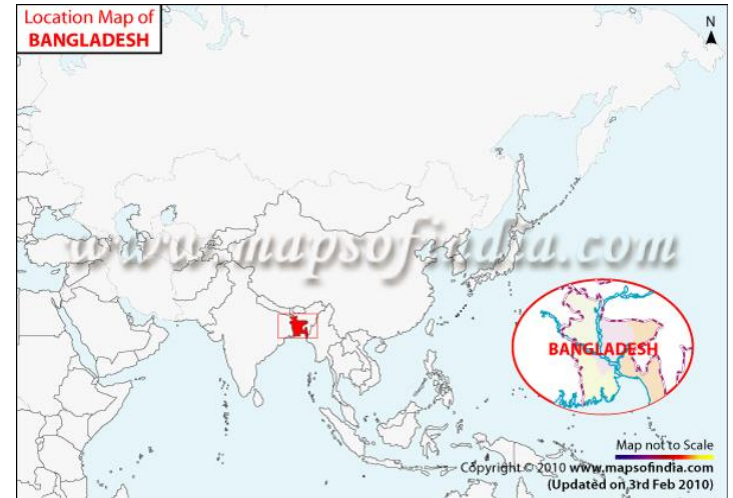 Location Map of
BANGLADESH
N
www.mapsofindia.com
BANGLADESH
Map not to Scale
Copyright © 2010 www.mapsofindia.com
(Updated on 3rd Feb 2010)